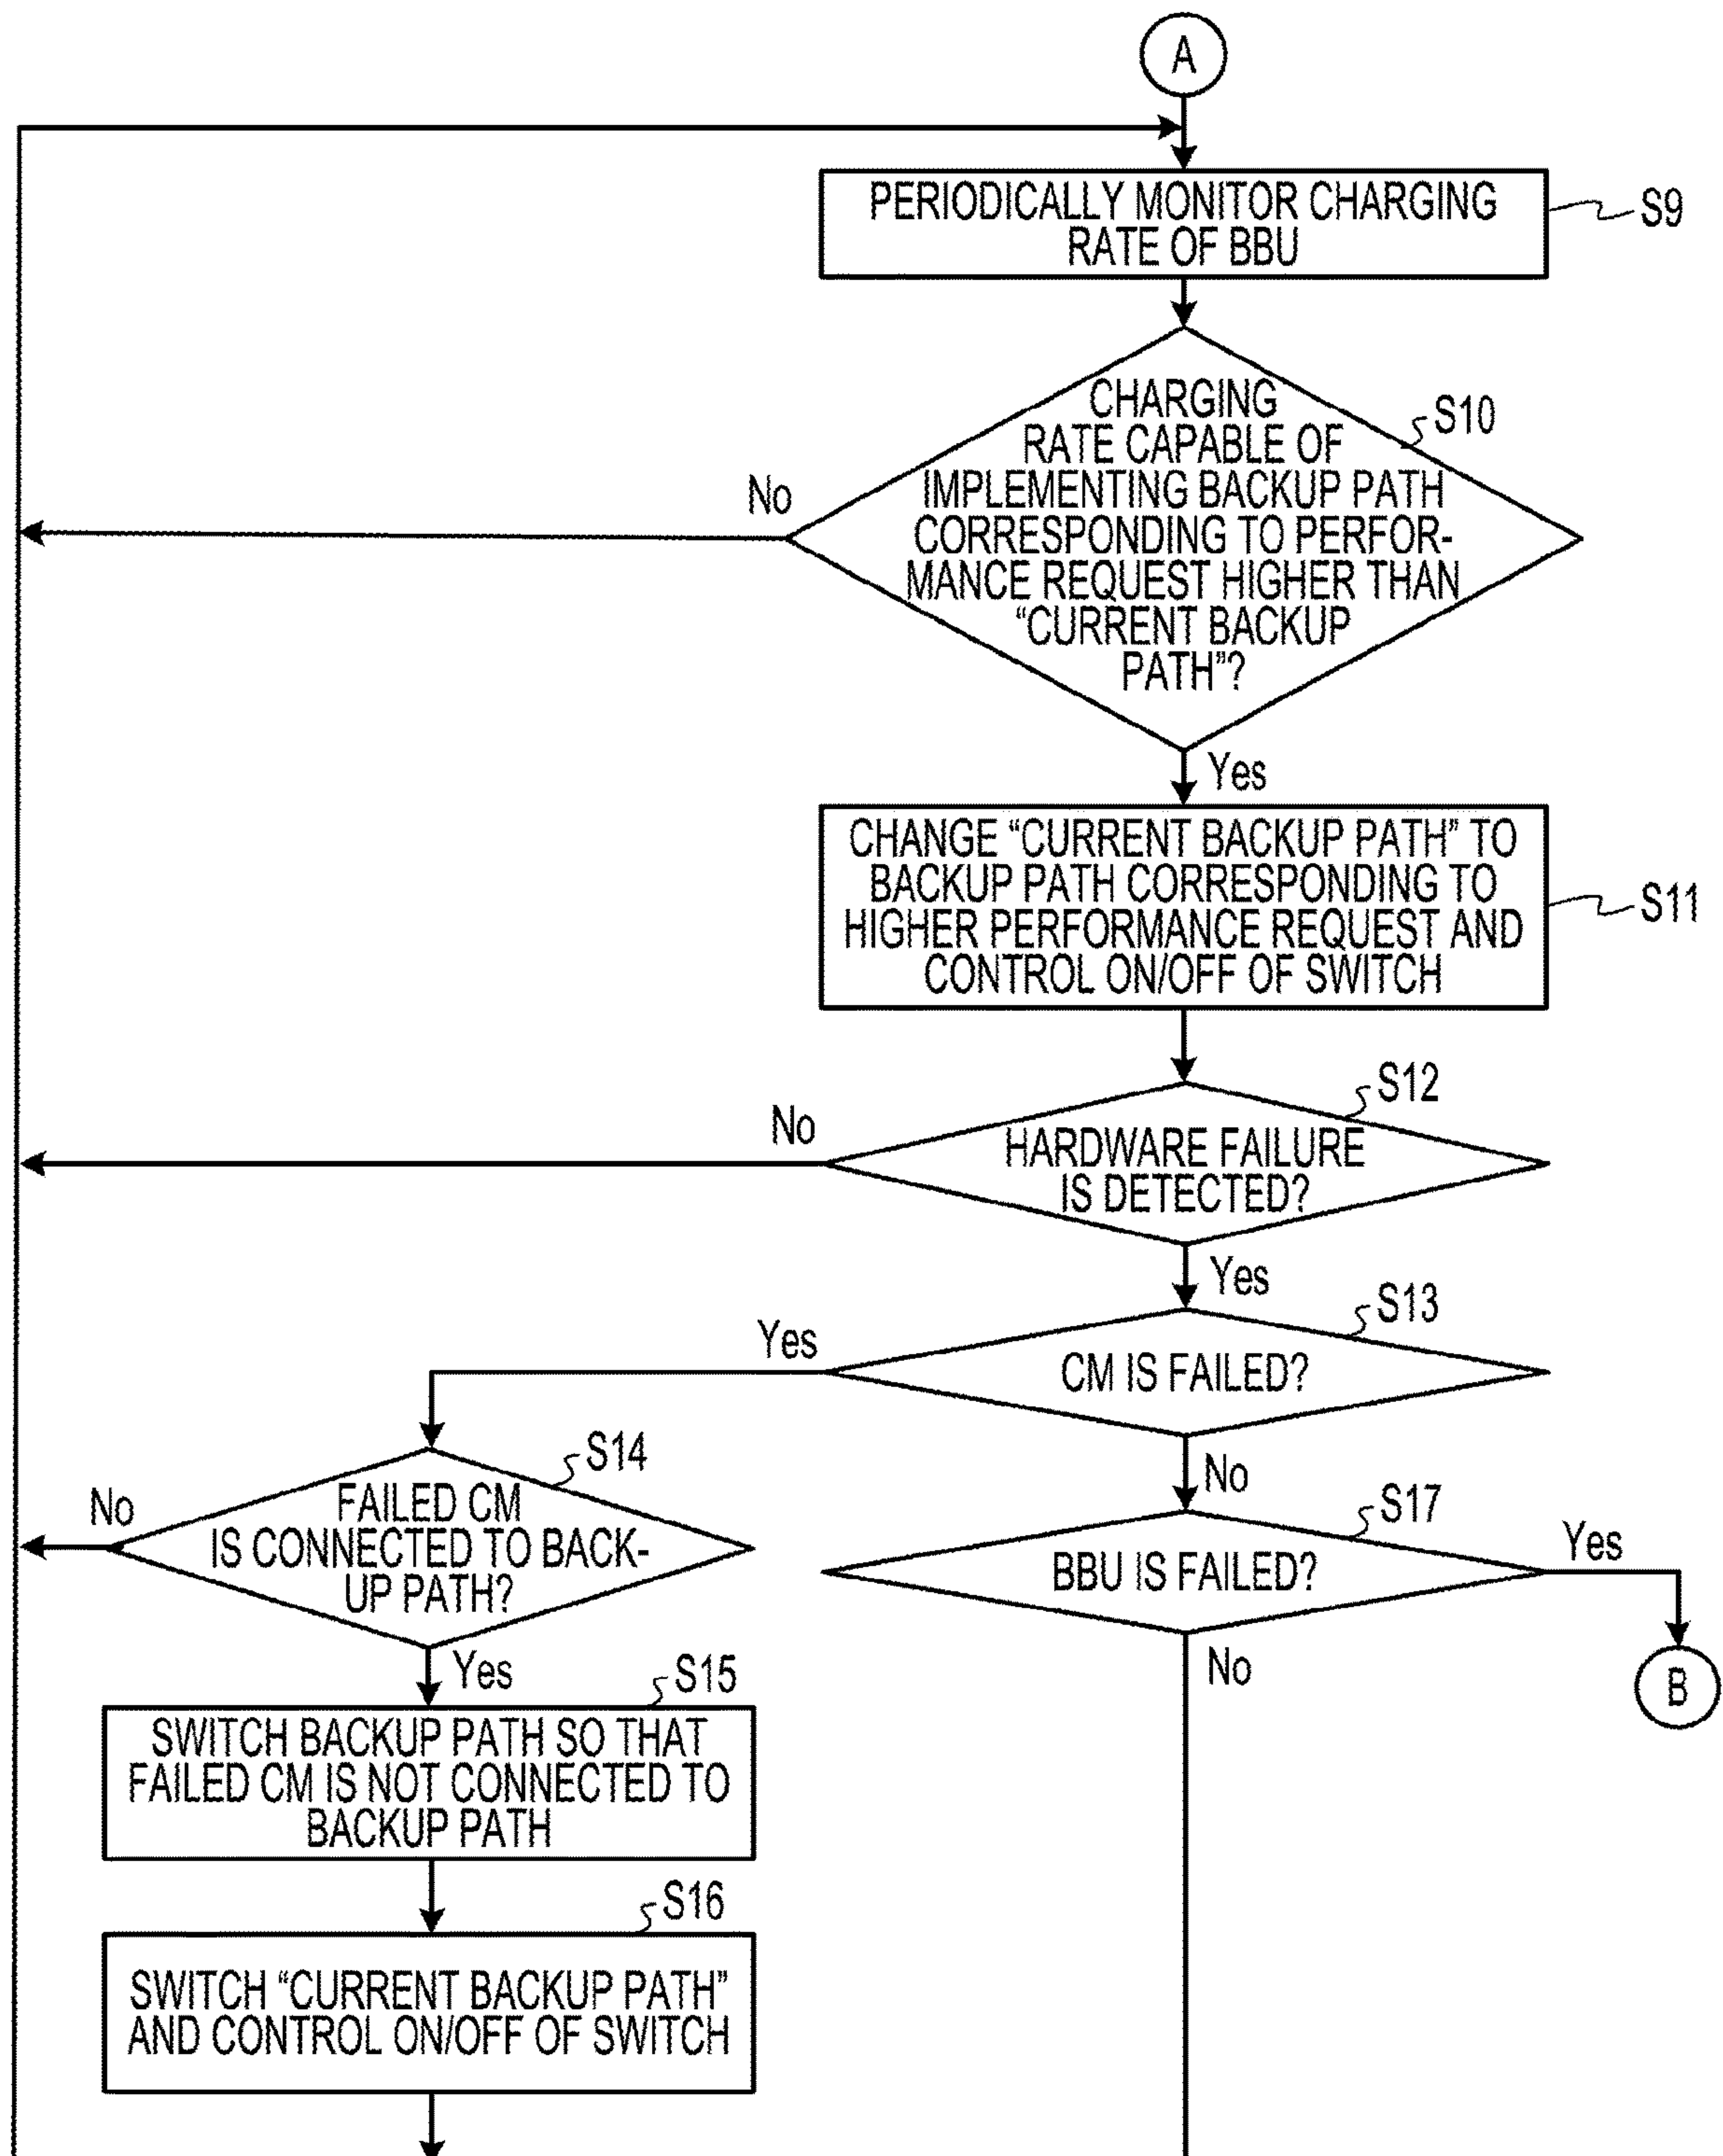 A
PERIODICALLY MONITOR CHARGING
RATE OF BBU
S9
CHARGING
RATE CAPABLE OF
IMPLEMENTING BACKUP PATH
CORRESPONDING TO PERFOR-
MANCE REQUEST HIGHER THAN
“CURRENT BACKUP
PATH”?
S10
No
Yes
CHANGE “CURRENT BACKUP PATH” TO
BACKUP PATH CORRESPONDING TO
HIGHER PERFORMANCE REQUEST AND
CONTROL ON/OFF OF SWITCH
S11
S12
No
HARDWARE FAILURE
IS DETECTED?
Yes
S13
Yes
CM IS FAILED?
No
S14
No
FAILED CM
IS CONNECTED TO BACK-
UP PATH?
Yes
S17
BBU IS FAILED?
Yes
No
B
S15
SWITCH BACKUP PATH SO THAT
FAILED CM IS NOT CONNECTED TO
BACKUP PATH
S16
SWITCH “CURRENT BACKUP PATH”
AND CONTROL ON/OFF OF SWITCH